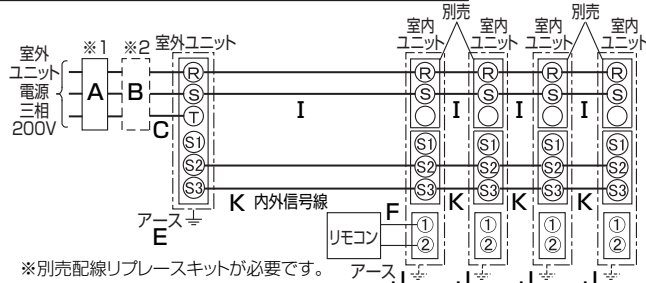 ※1 ※2 室外ユニット
室内ユニット 別売 室内ユニット 室内ユニット 別売 室内ユニット
室外
ユニット
電源
三相
200V
A B C
R S T S1 S2 S3
I I I I
R S S1 S2 S3 ① ②
R S S1 S2 S3 ① ②
R S S1 S2 S3 ① ②
R S S1 S2 S3 ① ②
K 内外信号線 K K K
アース
E
F
リモコン
※別売配線リプレースキットが必要です。
アース